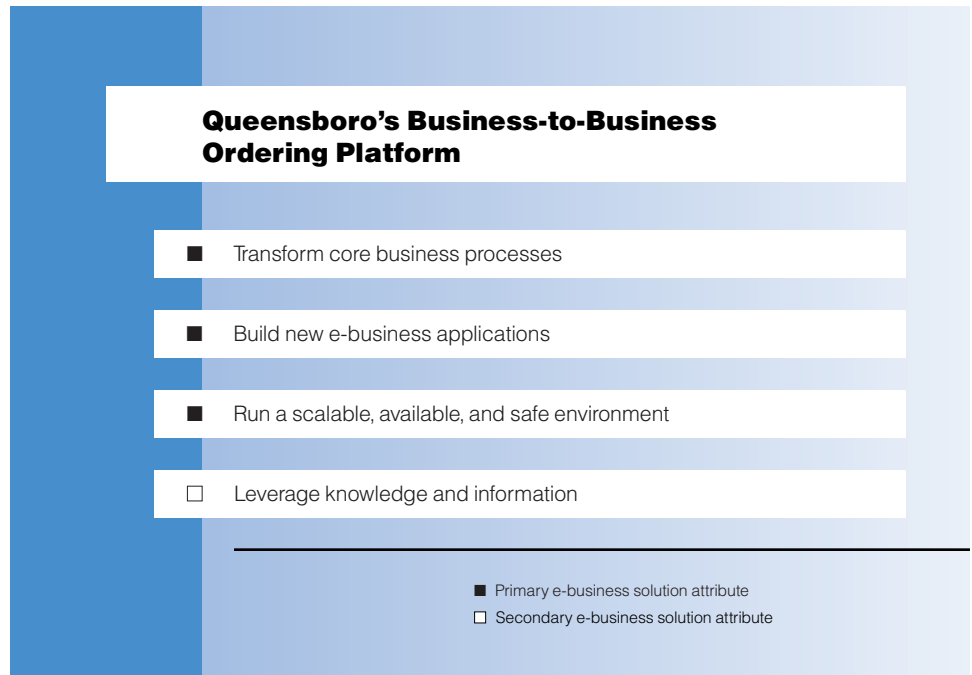 Queensboro’s Business-to-Business
Ordering Platform
■ Transform core business processes
■ Build new e-business applications
■ Run a scalable, available, and safe environment
□ Leverage knowledge and information
■ Primary e-business solution attribute
□ Secondary e-business solution attribute